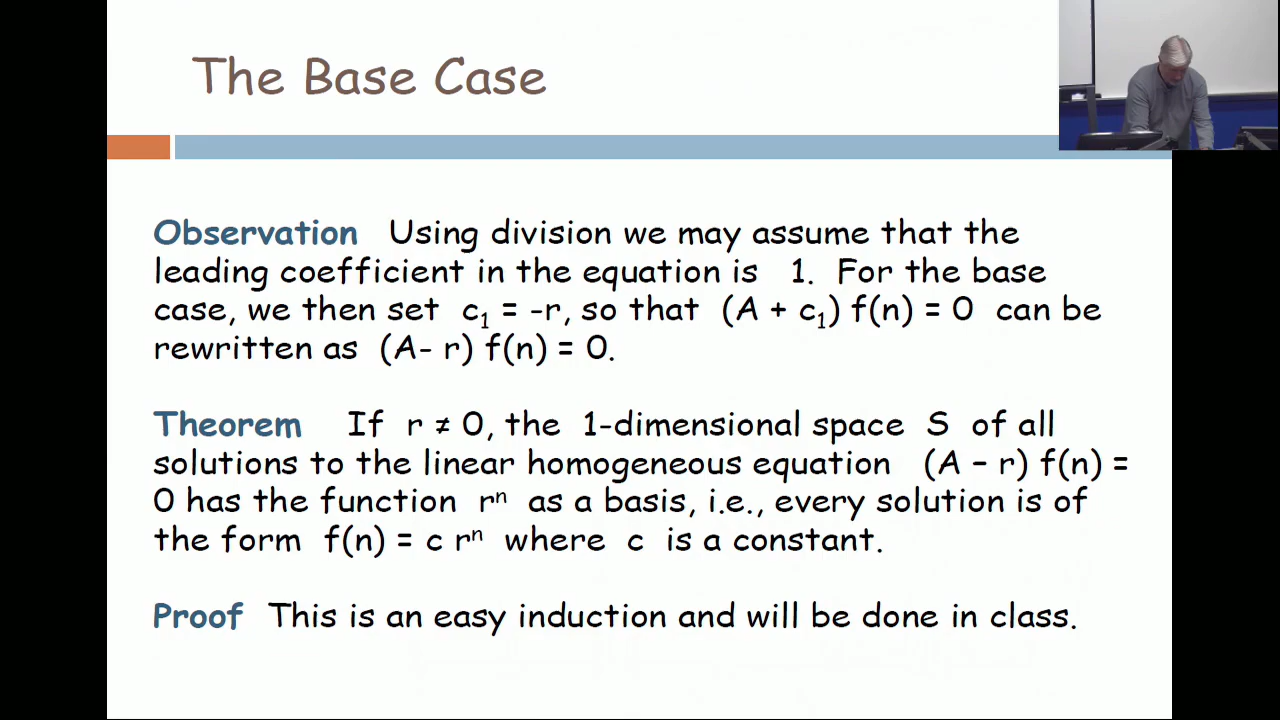 The Base Case
Observation Using division we may assume that the
leading coefficient in the equation is 1. For the base
case, we then set c₁ = -r, so that (A + c₁) f(n) = 0 can be
rewritten as (A- r) f(n) = 0.
Theorem If r ≠ 0, the 1-dimensional space S of all
solutions to the linear homogeneous equation (A – r) f(n) =
0 has the function rⁿ as a basis, i.e., every solution is of
the form f(n) = c rⁿ where c is a constant.
Proof This is an easy induction and will be done in class.